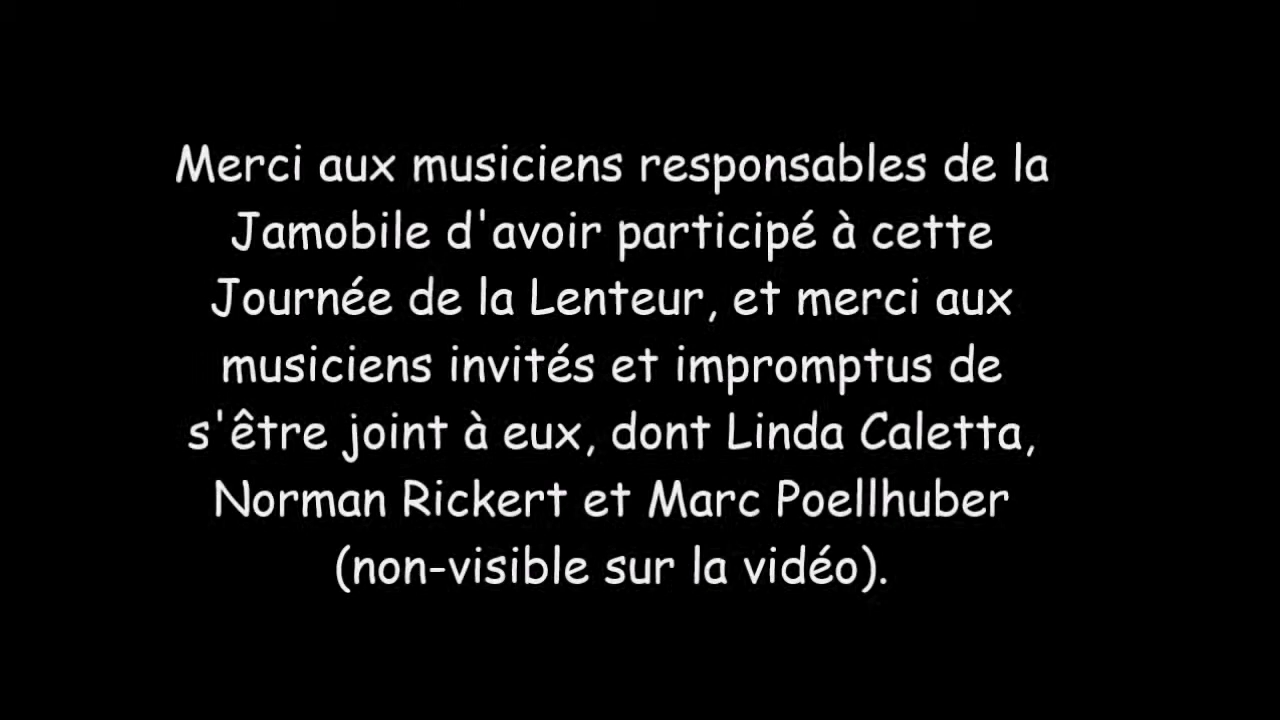 Merci aux musiciens responsables de la
Jamobile d'avoir participé à cette
Journée de la Lenteur, et merci aux
musiciens invités et impromptus de
s'être joint à eux, dont Linda Caletta,
Norman Rickert et Marc Poellhuber
(non-visible sur la vidéo).